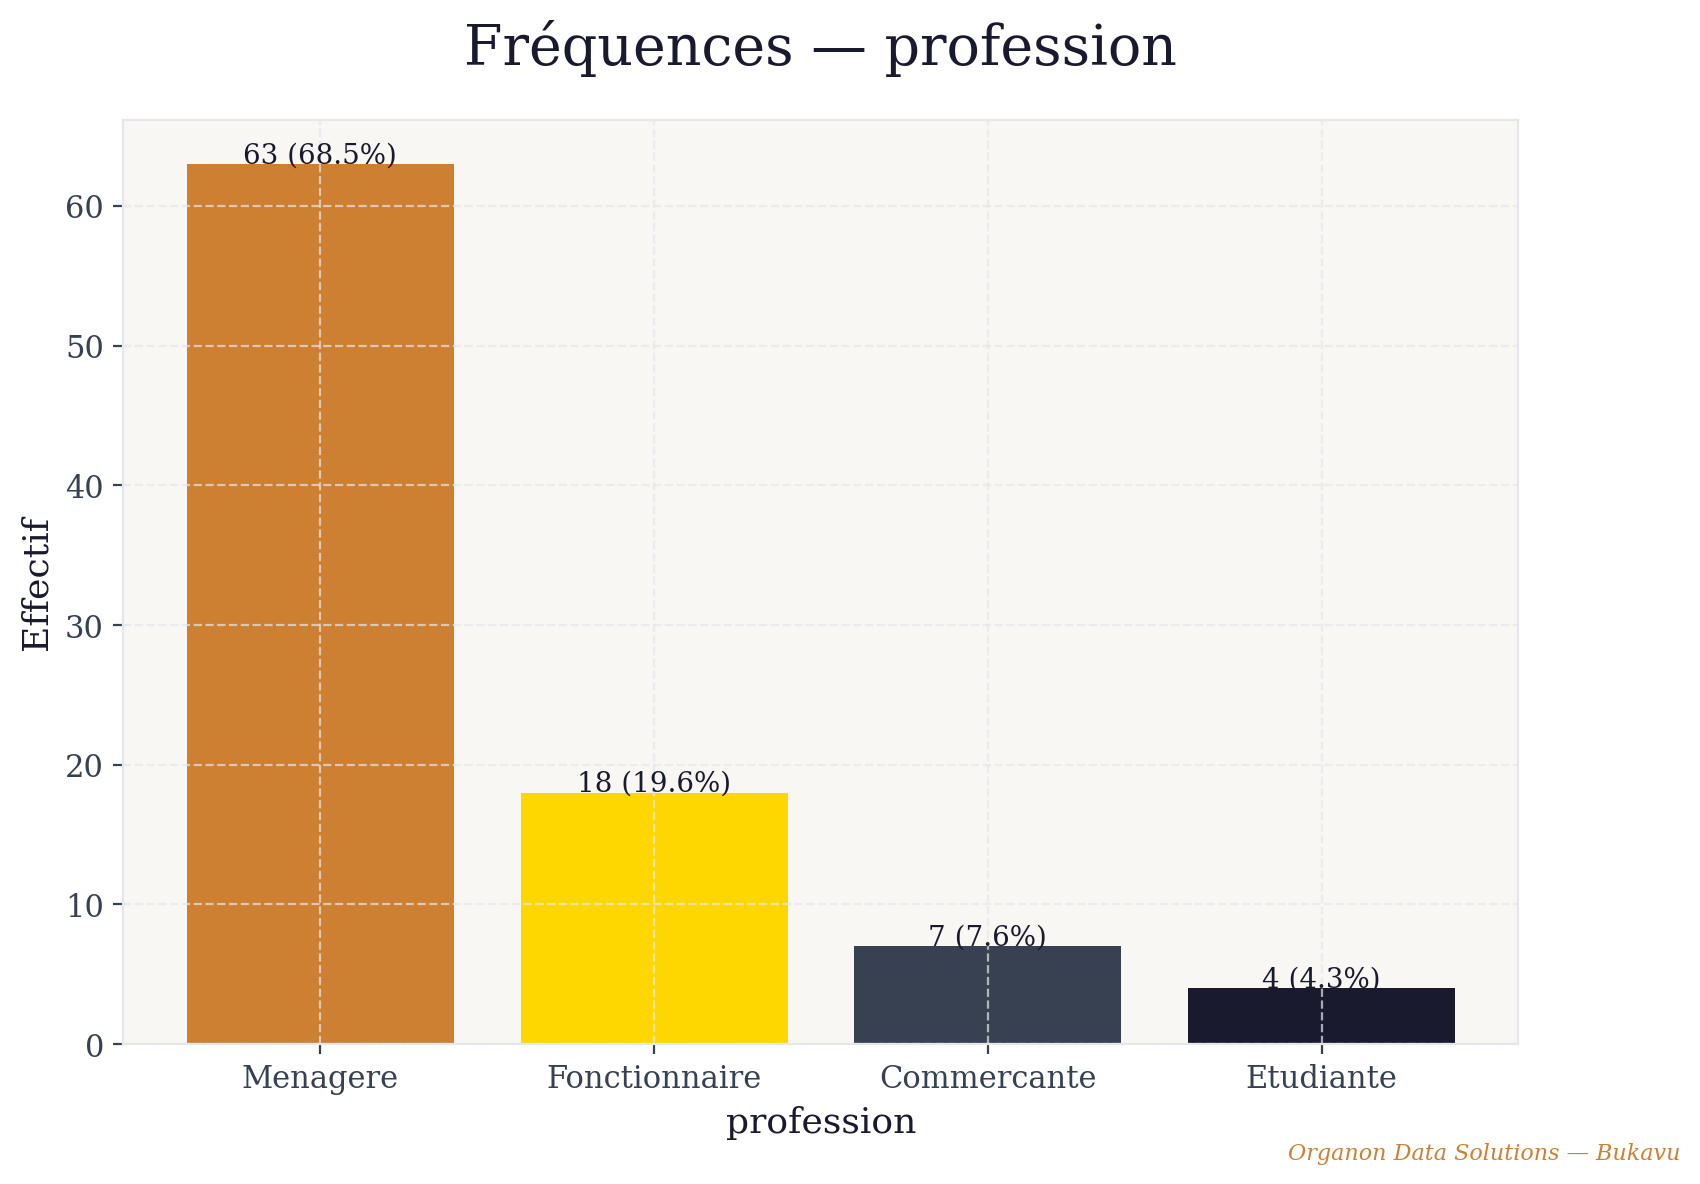 Fréquences — profession
63 (68.5%)
60
50
40
30
20
10
0
Effectif
18 (19.6%)
7 (7.6%)
4 (4.3%)
Menagere
Fonctionnaire
Commercante
Etudiante
profession
Organon Data Solutions — Bukavu